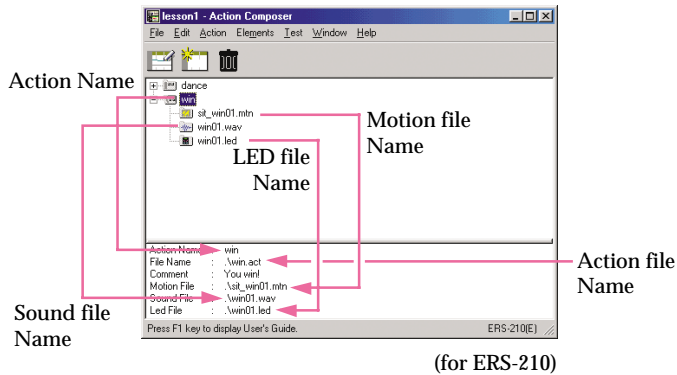 lesson1 - Action Composer
File Edit Action Elements Test Window Help
Action Name
dance
win
sit_win01.mtn
win01.wav
win01.led
Motion file
Name
LED file
Name
Action Name : win
File Name : .\win.act
Comment : You win!
Motion File : .\sit_win01.mtn
Sound File : .\win01.wav
Led File : .\win01.led
Action file
Name
Sound file
Name
Press F1 key to display User's Guide. ERS-210(E)
(for ERS-210)